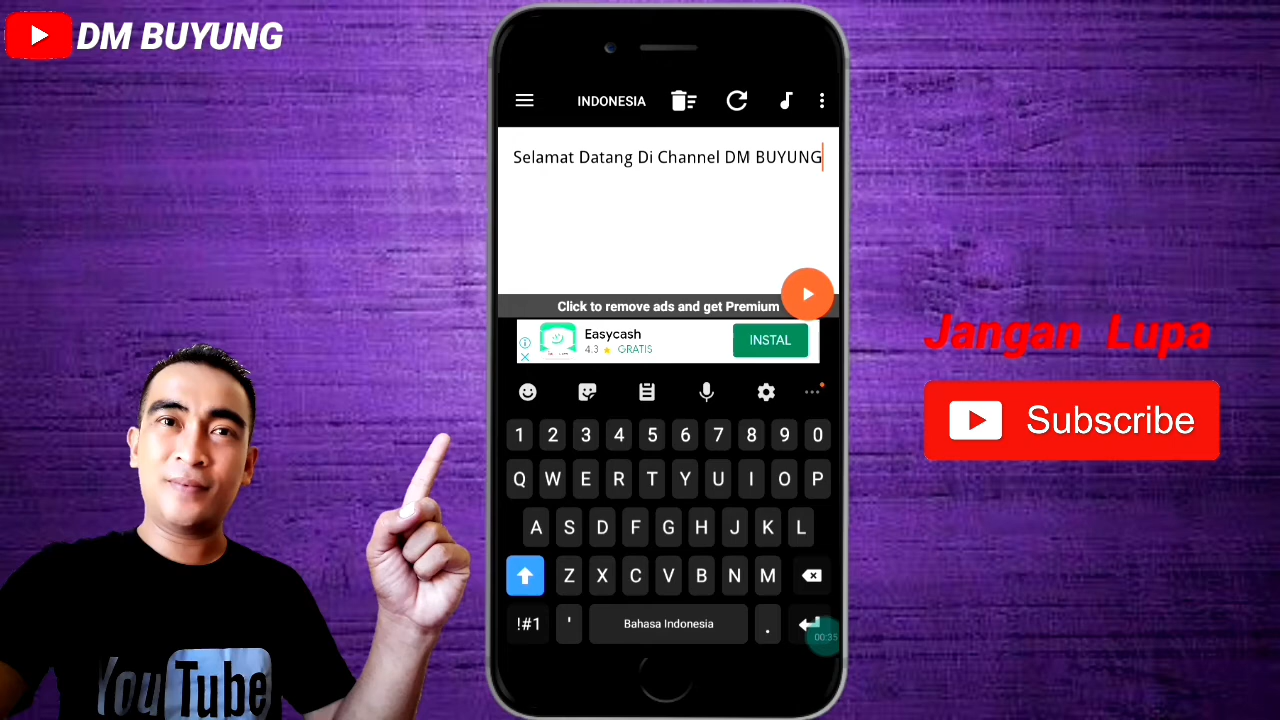 DM BUYUNG
INDONESIA
Selamat Datang Di Channel DM BUYUNG
Click to remove ads and get Premium
Easycash
4.3 ★ GRATIS
INSTAL
1 2 3 4 5 6 7 8 9 0
Q W E R T Y U I O P
A S D F G H J K L
Z X C V B N M
!#1 ' Bahasa Indonesia .
00:35
Jangan Lupa
Subscribe
YouTube